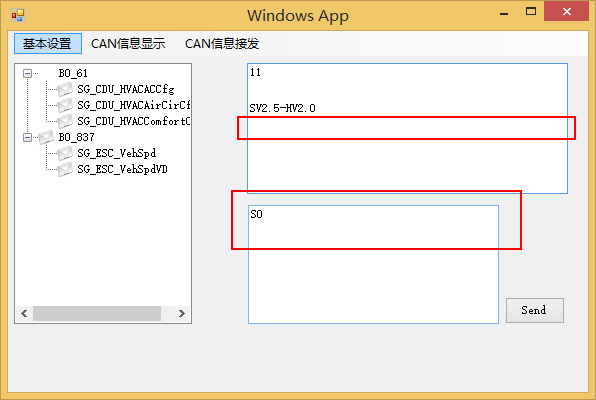 Windows App
基本设置 CAN信息显示 CAN信息接发
BO_61
SG_CDU_HVACACCfg
SG_CDU_HVACAirCirCf
SG_CDU_HVACComfortC
BO_837
SG_ESC_VehSpd
SG_ESC_VehSpdVD
11
SV2.5-HV2.0
S0
Send